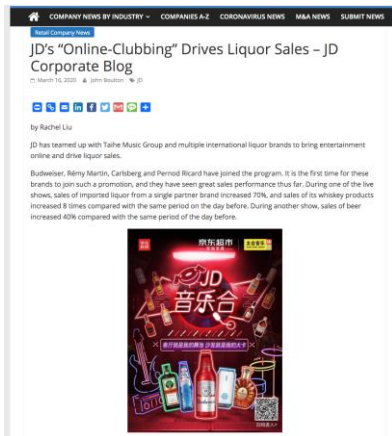 COMPANY NEWS BY INDUSTRY
COMPANIES A-Z
CORONAVIRUS NEWS
M&A NEWS
SUBMIT NEWS
Retail Company News
JD's “Online-Clubbing” Drives Liquor Sales – JD
Corporate Blog
March 16, 2020
John Boulton
JD
by Rachel Liu
JD has teamed up with Taihe Music Group and multiple international liquor brands to bring entertainment
online and drive liquor sales.
Budweiser, Rémy Martin, Carlsberg and Pernod Ricard have joined the program. It is the first time for these
brands to join such a promotion, and they have seen great sales performance thus far. During one of the live
shows, sales of imported liquor from a single partner brand increased 70%, and sales of its whiskey products
increased 8 times compared with the same period on the day before. During another show, sales of beer
increased 40% compared with the same period of the day before.
京东超市
JD
音乐会